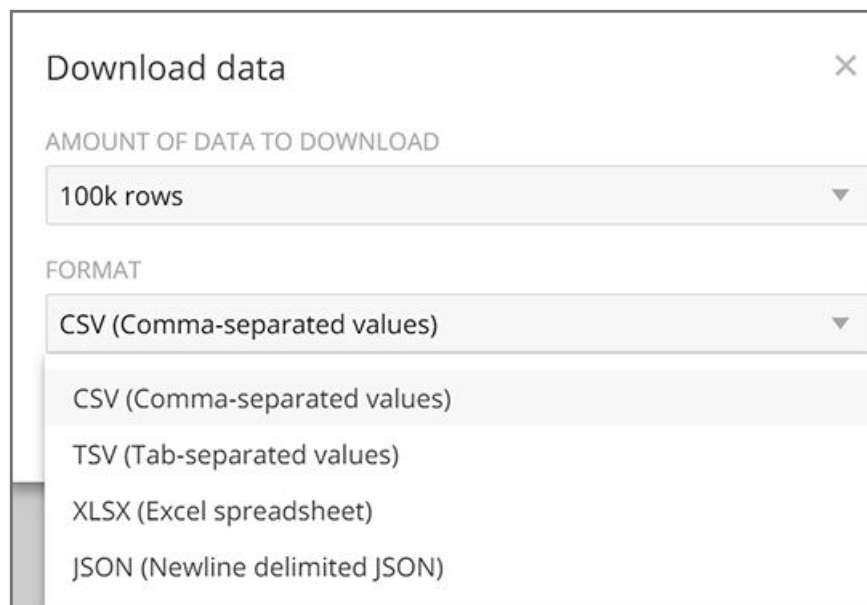 Download data
AMOUNT OF DATA TO DOWNLOAD
100k rows
FORMAT
CSV (Comma-separated values)
CSV (Comma-separated values)
TSV (Tab-separated values)
XLSX (Excel spreadsheet)
JSON (Newline delimited JSON)